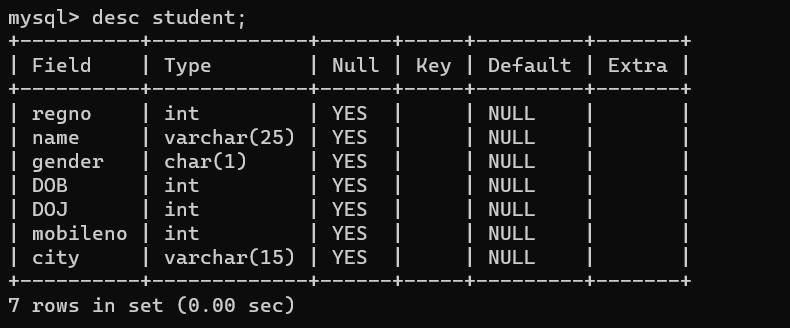 mysql> desc student;
+----------+-------------+------+-----+---------+-------+
| Field    | Type        | Null | Key | Default | Extra |
+----------+-------------+------+-----+---------+-------+
| regno    | int         | YES  |     | NULL    |       |
| name     | varchar(25) | YES  |     | NULL    |       |
| gender   | char(1)     | YES  |     | NULL    |       |
| DOB      | int         | YES  |     | NULL    |       |
| DOJ      | int         | YES  |     | NULL    |       |
| mobileno | int         | YES  |     | NULL    |       |
| city     | varchar(15) | YES  |     | NULL    |       |
+----------+-------------+------+-----+---------+-------+
7 rows in set (0.00 sec)